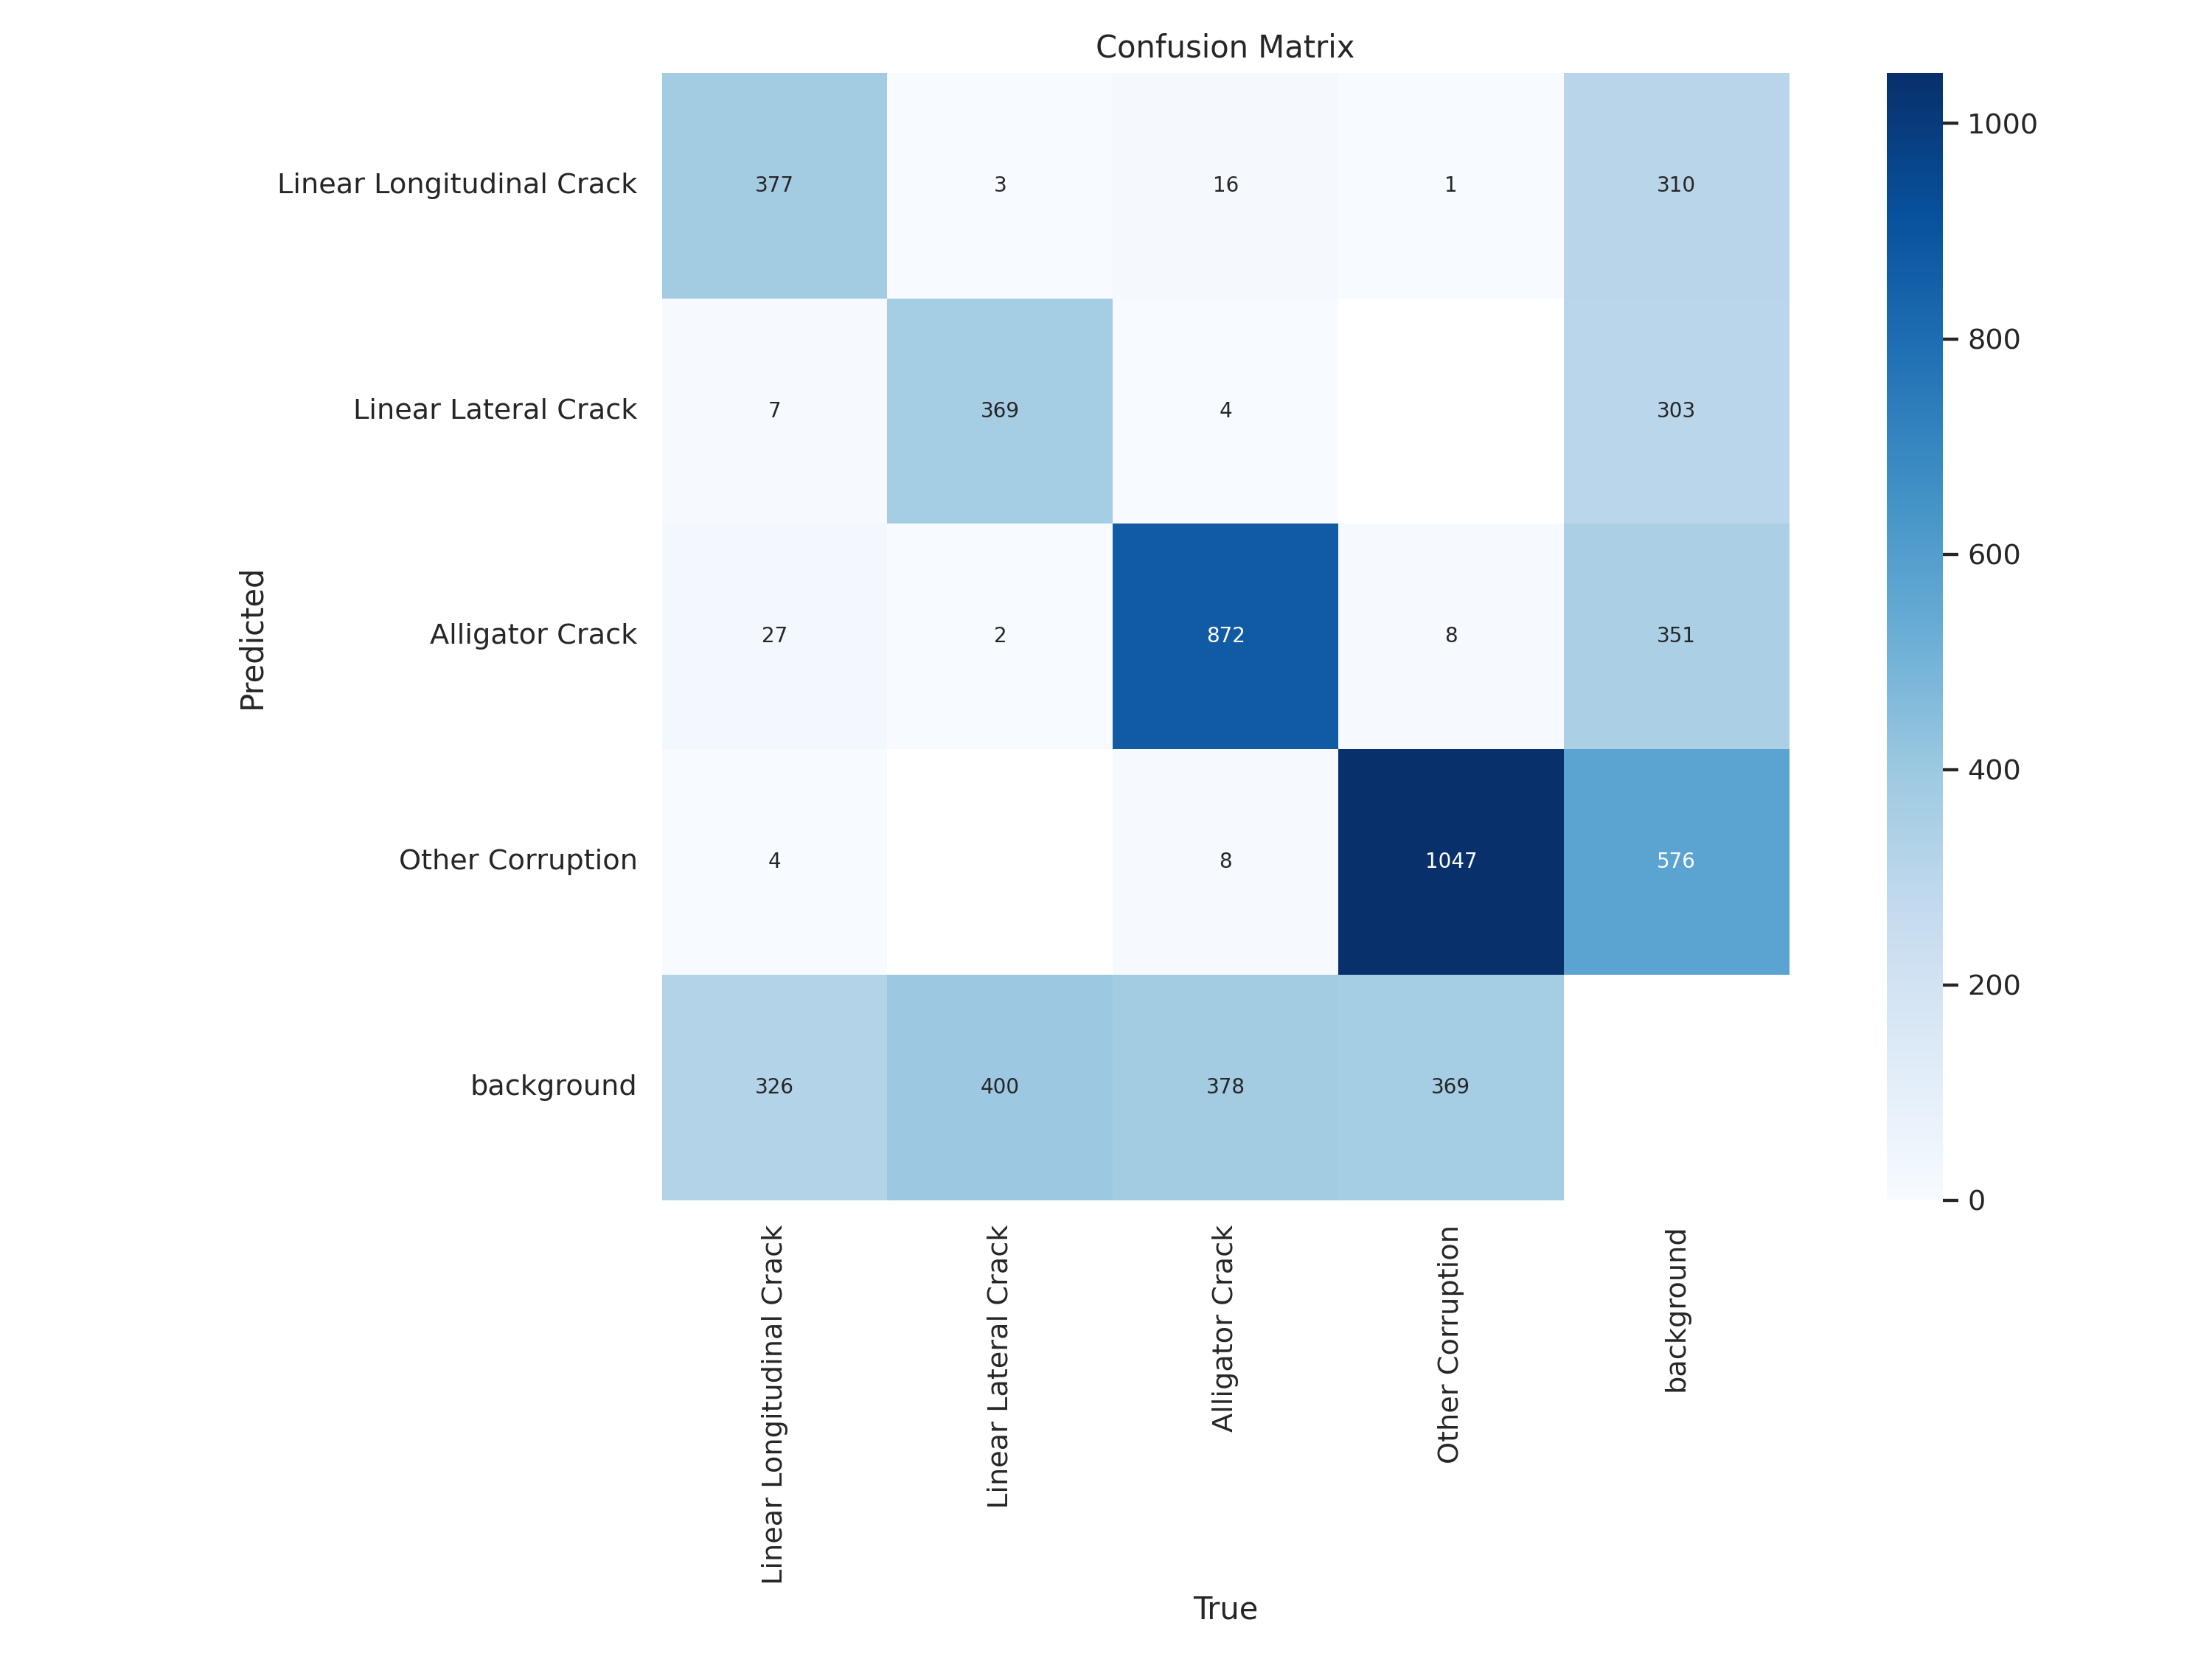 Confusion Matrix
Linear Longitudinal Crack 377 3 16 1 310
Linear Lateral Crack 7 369 4 303
Alligator Crack 27 2 872 8 351
Other Corruption 4 8 1047 576
background 326 400 378 369
Predicted
Linear Longitudinal Crack
Linear Lateral Crack
Alligator Crack
Other Corruption
background
True
1000
800
600
400
200
0